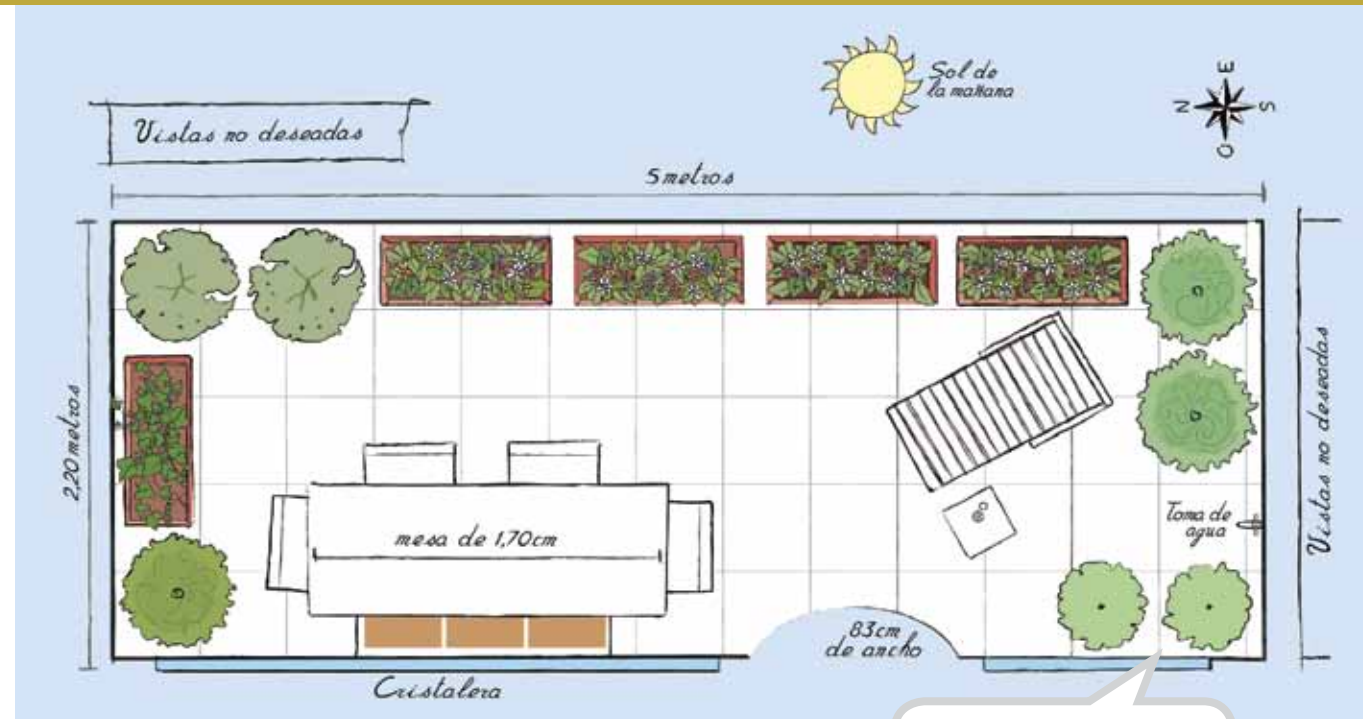 Vistas no deseadas
Sol de
la mañana
E
N S
O
5 metros
2,20 metros
Vistas no deseadas
mesa de 1,70cm
Toma de
agua
83cm
de ancho
Cristalera